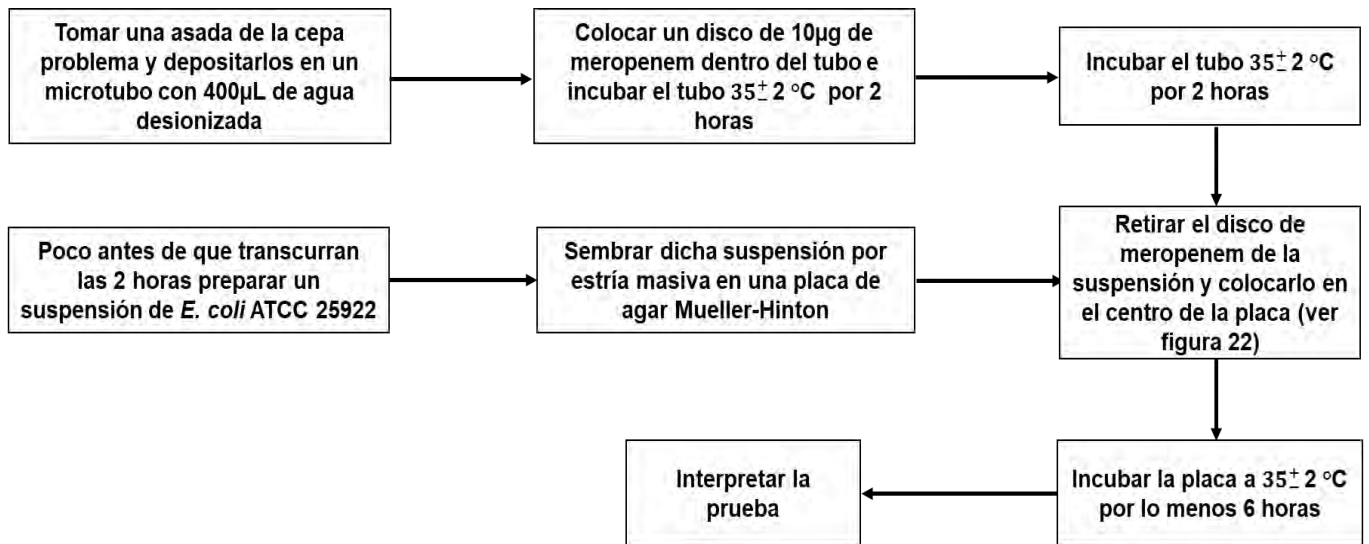 Tomar una asada de la cepa
problema y depositarlos en un
microtubo con 400µL de agua
desionizada
Colocar un disco de 10µg de
meropenem dentro del tubo e
incubar el tubo 35± 2 °C por 2
horas
Incubar el tubo 35± 2 °C
por 2 horas
Poco antes de que transcurran
las 2 horas preparar un
suspensión de E. coli ATCC 25922
Sembrar dicha suspensión por
estría masiva en una placa de
agar Mueller-Hinton
Retirar el disco de
meropenem de la
suspensión y colocarlo en
el centro de la placa (ver
figura 22)
Interpretar la
prueba
Incubar la placa a 35± 2 °C
por lo menos 6 horas